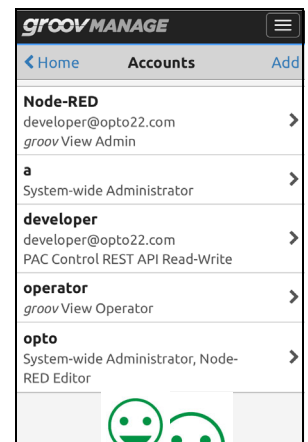 groovMANAGE
Home Accounts Add
Node-RED
developer@opto22.com
groov View Admin
a
System-wide Administrator
developer
developer@opto22.com
PAC Control REST API Read-Write
operator
groov View Operator
opto
System-wide Administrator, Node-
RED Editor